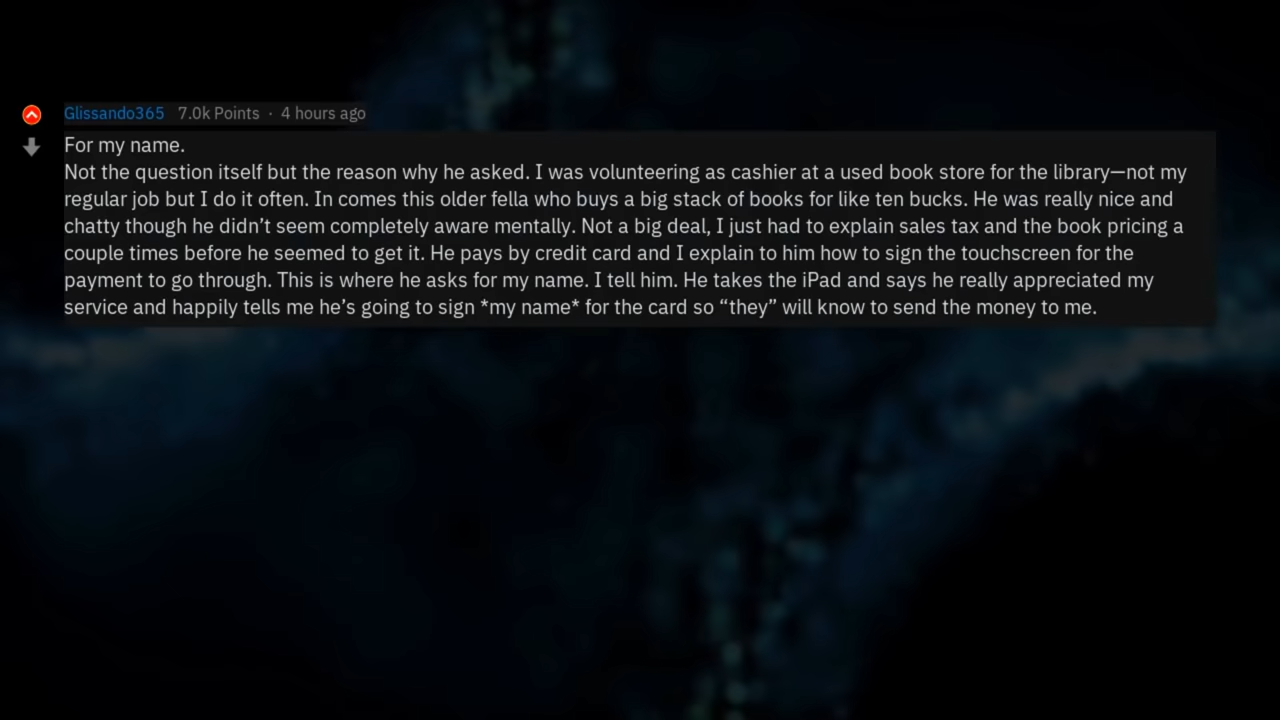 Glissando365 7.0k Points · 4 hours ago
For my name.
Not the question itself but the reason why he asked. I was volunteering as cashier at a used book store for the library—not my
regular job but I do it often. In comes this older fella who buys a big stack of books for like ten bucks. He was really nice and
chatty though he didn’t seem completely aware mentally. Not a big deal, I just had to explain sales tax and the book pricing a
couple times before he seemed to get it. He pays by credit card and I explain to him how to sign the touchscreen for the
payment to go through. This is where he asks for my name. I tell him. He takes the iPad and says he really appreciated my
service and happily tells me he’s going to sign *my name* for the card so “they” will know to send the money to me.